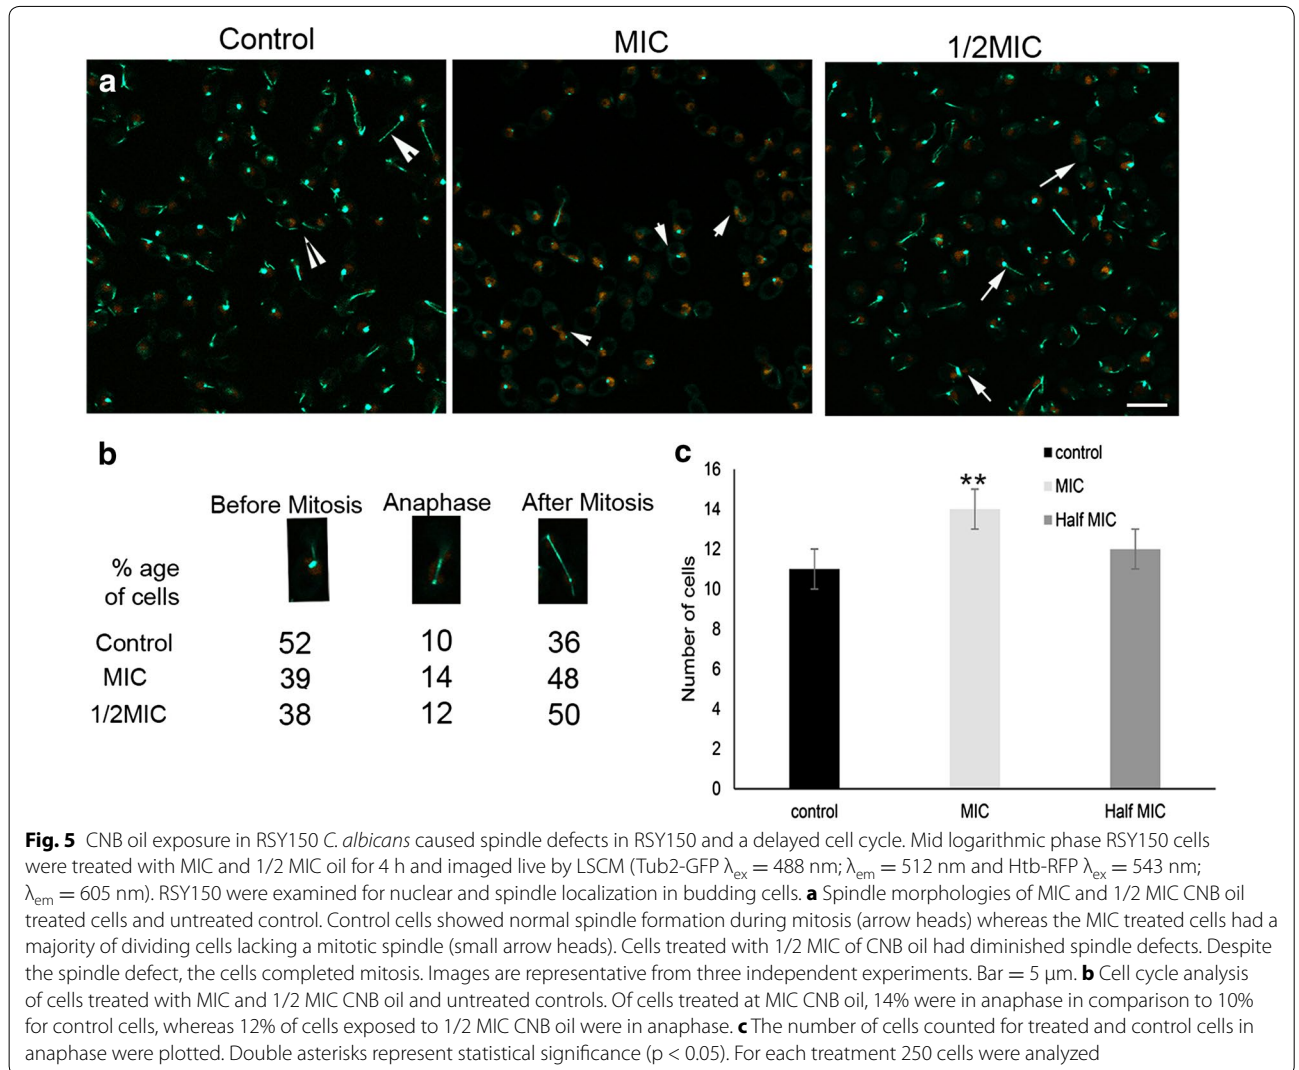 Control
MIC
1/2MIC
a
b
Before Mitosis
Anaphase
After Mitosis
% age
of cells
Control
52
10
36
MIC
39
14
48
1/2MIC
38
12
50
c
control
MIC
Half MIC
Number of cells
16
14
12
10
8
6
4
2
0
**
control
MIC
Half MIC
Fig. 5 CNB oil exposure in RSY150 C. albicans caused spindle defects in RSY150 and a delayed cell cycle. Mid logarithmic phase RSY150 cells
were treated with MIC and 1/2 MIC oil for 4 h and imaged live by LSCM (Tub2-GFP λex = 488 nm; λem = 512 nm and Htb-RFP λex = 543 nm;
λem = 605 nm). RSY150 were examined for nuclear and spindle localization in budding cells. a Spindle morphologies of MIC and 1/2 MIC CNB oil
treated cells and untreated control. Control cells showed normal spindle formation during mitosis (arrow heads) whereas the MIC treated cells had a
majority of dividing cells lacking a mitotic spindle (small arrow heads). Cells treated with 1/2 MIC of CNB oil had diminished spindle defects. Despite
the spindle defect, the cells completed mitosis. Images are representative from three independent experiments. Bar = 5 μm. b Cell cycle analysis
of cells treated with MIC and 1/2 MIC CNB oil and untreated controls. Of cells treated at MIC CNB oil, 14% were in anaphase in comparison to 10%
for control cells, whereas 12% of cells exposed to 1/2 MIC CNB oil were in anaphase. c The number of cells counted for treated and control cells in
anaphase were plotted. Double asterisks represent statistical significance (p < 0.05). For each treatment 250 cells were analyzed